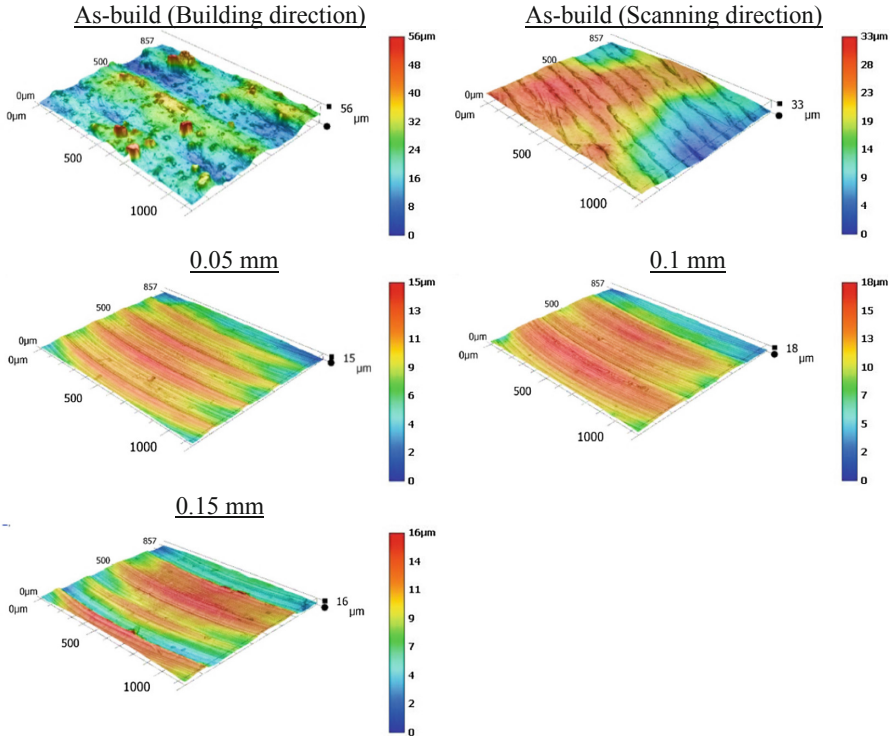 As-build (Building direction)
As-build (Scanning direction)
857
500
0µm
0µm
500
1000
56
µm
56µm
48
40
32
24
16
8
0
857
500
0µm
0µm
500
1000
33
µm
33µm
28
24
19
14
9
4
0
0.05 mm
0.1 mm
857
500
0µm
0µm
500
1000
15
µm
15µm
13
11
9
6
4
2
0
857
500
0µm
0µm
500
1000
18
µm
18µm
15
13
10
7
5
2
0
0.15 mm
857
500
0µm
0µm
500
1000
16
µm
16µm
14
11
9
7
4
2
0